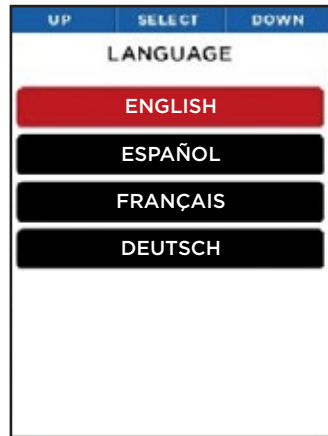 UP SELECT DOWN
LANGUAGE
ENGLISH
ESPAÑOL
FRANÇAIS
DEUTSCH